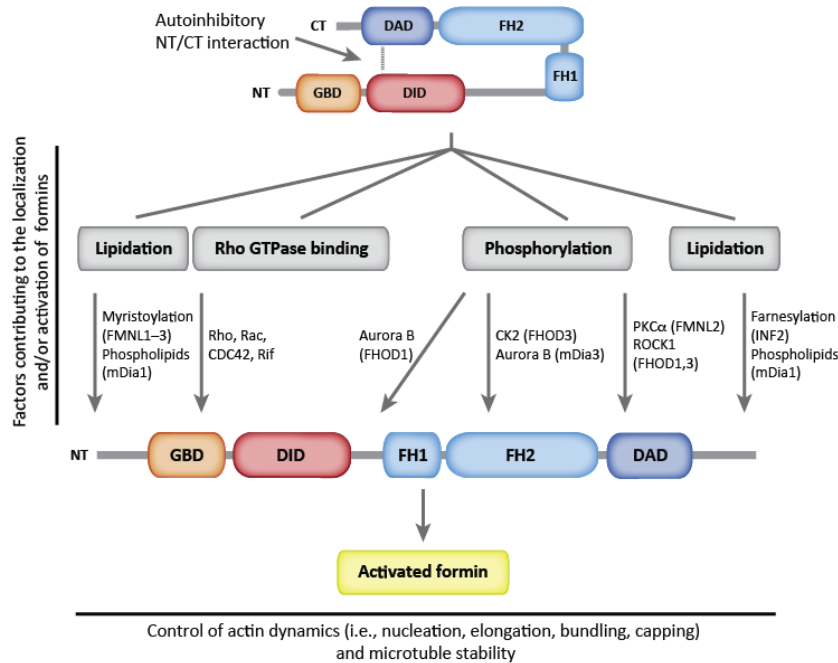 Autoinhibitory
NT/CT interaction
CT
DAD
FH2
FH1
NT
GBD
DID
Factors contributing to the localization
and/or activation of formins
Lipidation
Rho GTPase binding
Phosphorylation
Lipidation
Myristoylation
(FMNL1–3)
Phospholipids
(mDia1)
Rho, Rac,
CDC42, Rif
Aurora B
(FHOD1)
CK2 (FHOD3)
Aurora B (mDia3)
PKCα (FMNL2)
ROCK1
(FHOD1,3)
Farnesylation
(INF2)
Phospholipids
(mDia1)
NT
GBD
DID
FH1
FH2
DAD
Activated formin
Control of actin dynamics (i.e., nucleation, elongation, bundling, capping)
and microtuble stability